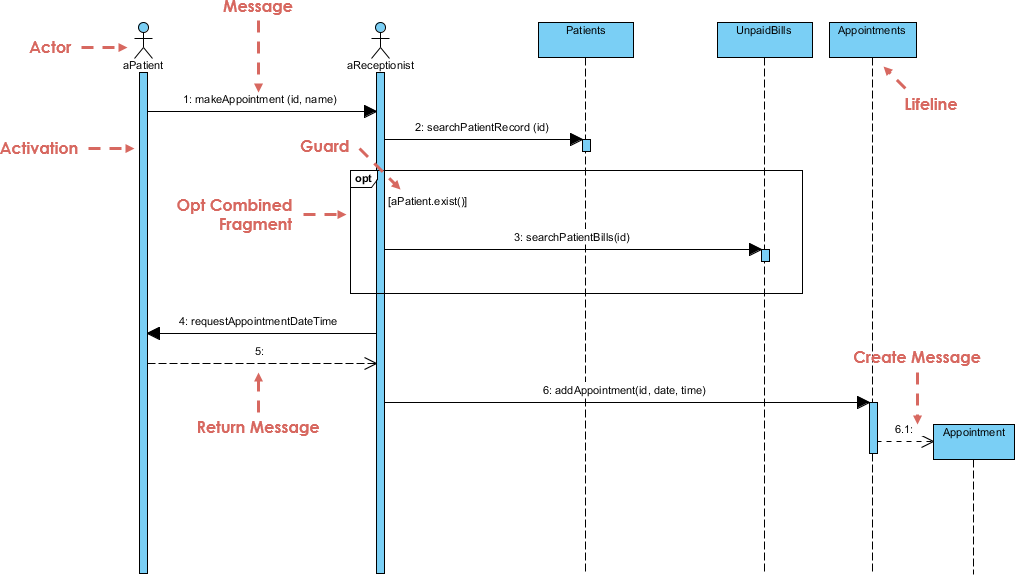 Message
Patients
UnpaidBills
Appointments
Actor
aPatient
aReceptionist
1: makeAppointment (id, name)
Lifeline
2: searchPatientRecord (id)
Activation
Guard
opt
[aPatient.exist()]
Opt Combined
Fragment
3: searchPatientBills(id)
4: requestAppointmentDateTime
5:
Create Message
6: addAppointment(id, date, time)
Return Message
6.1:
Appointment